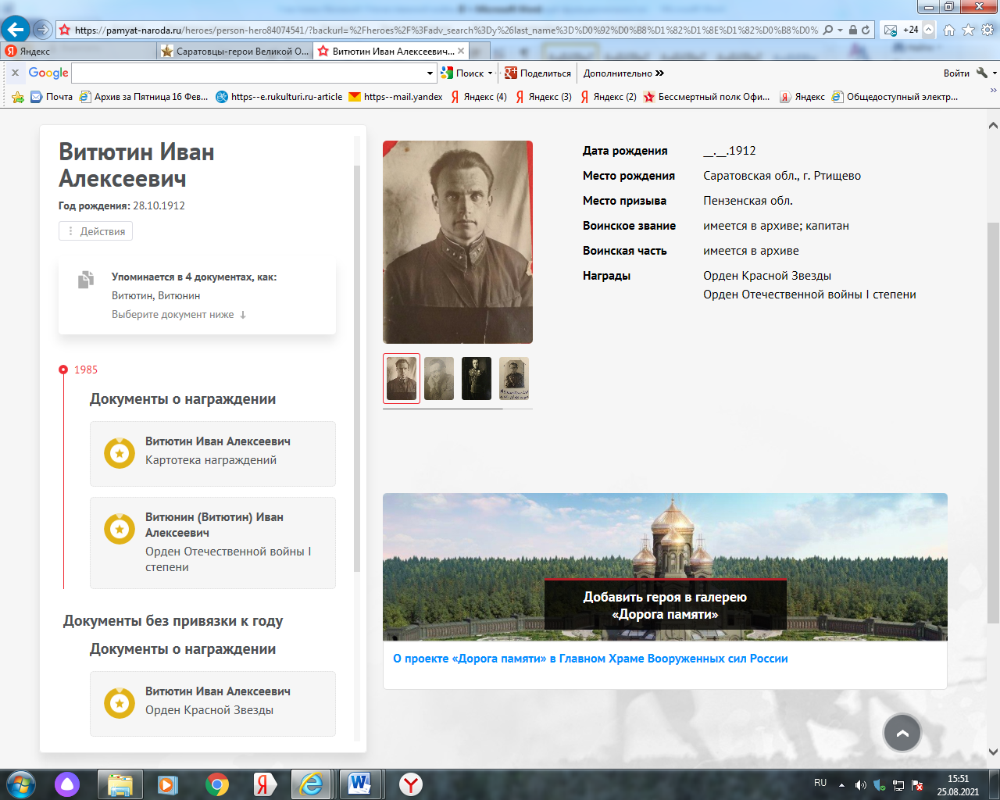 https://pamyat-naroda.ru/heroes/person-hero84074541/?backurl=%2Fheroes%2F%3Fadv_search%3Dy%26last_name%3D%D0%92%D0%B8%D1%82%D1%8E%D1%82%D0%B8%D0%
+24
Яндекс
Саратовцы-герои Великой О...
Витютин Иван Алексеевич...
Google
Поиск
Поделиться
Дополнительно
Войти
Почта
Архив за Пятница 16 Фев...
https--e.rukulturi.ru-article
https--mail.yandex
Яндекс (4)
Яндекс (3)
Яндекс (2)
Бессмертный полк Офи...
Яндекс
Общедоступный электр...
Витютин Иван
Алексеевич
Год рождения: 28.10.1912
Действия
Упоминается в 4 документах, как:
Витютин, Витюнин
Выберите документ ниже ↓
1985
Документы о награждении
Витютин Иван Алексеевич
Картотека награждений
Витюнин (Витютин) Иван
Алексеевич
Орден Отечественной войны I
степени
Документы без привязки к году
Документы о награждении
Витютин Иван Алексеевич
Орден Красной Звезды
Дата рождения __.__.1912
Место рождения Саратовская обл., г. Ртищево
Место призыва Пензенская обл.
Воинское звание имеется в архиве; капитан
Воинская часть имеется в архиве
Награды Орден Красной Звезды
Орден Отечественной войны I степени
Добавить героя в галерею
«Дорога памяти»
О проекте «Дорога памяти» в Главном Храме Вооруженных сил России
RU
15:51
25.08.2021